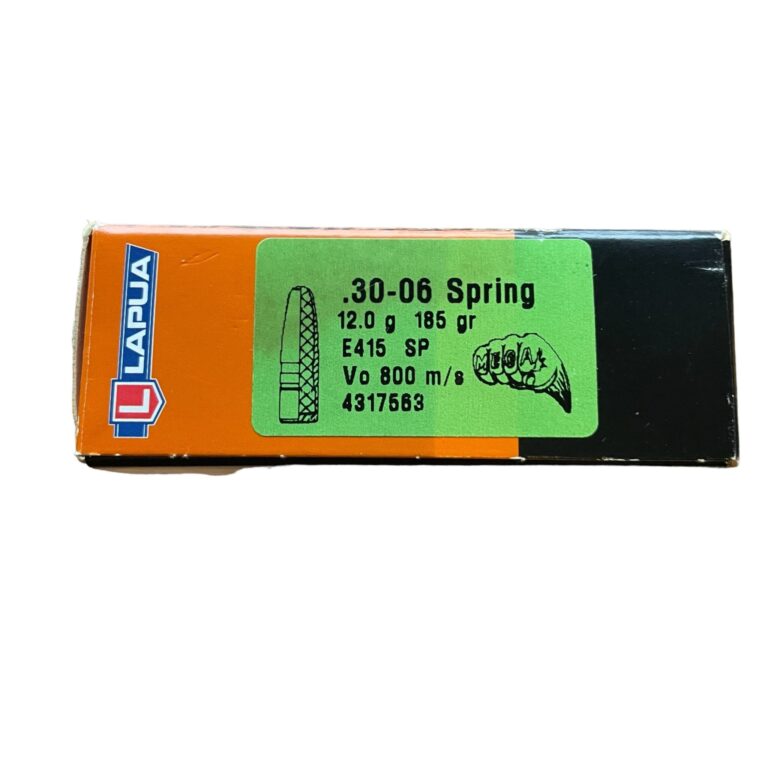 LAPUA
L
.30-06 Spring
12.0 g 185 gr
E415 SP
Vo 800 m/s
4317563
MEGA